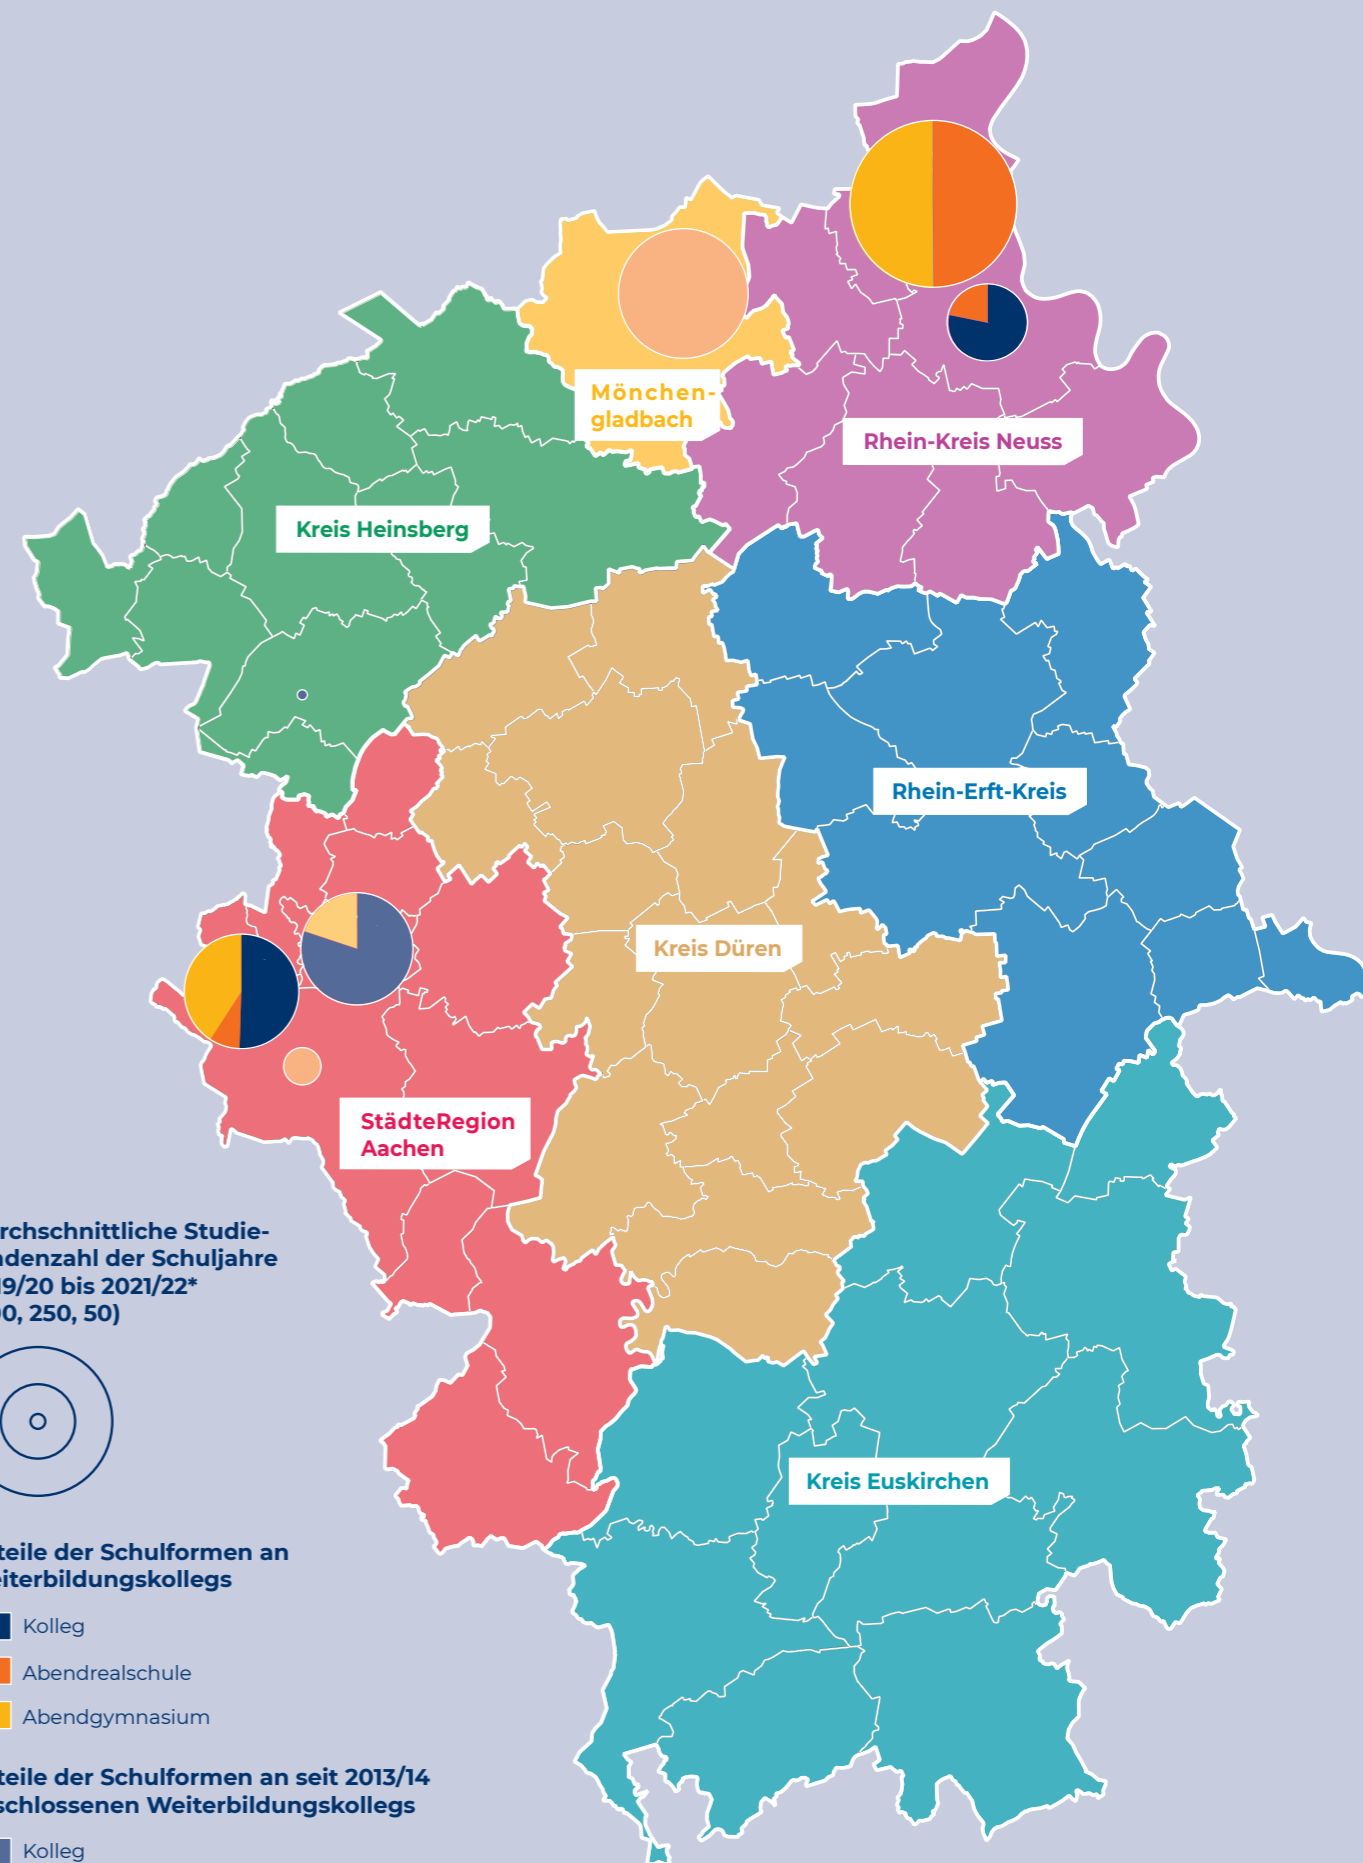 Mönchen-
gladbach
Rhein-Kreis Neuss
Kreis Heinsberg
Rhein-Erft-Kreis
Kreis Düren
StädteRegion
Aachen
Kreis Euskirchen
rchschnittliche Studie-
ndenzahl der Schuljahre
19/20 bis 2021/22*
00, 250, 50)
teile der Schulformen an
eiterbildungskollegs
Kolleg
Abendrealschule
Abendgymnasium
teile der Schulformen an seit 2013/14
schlossenen Weiterbildungskollegs
Kolleg